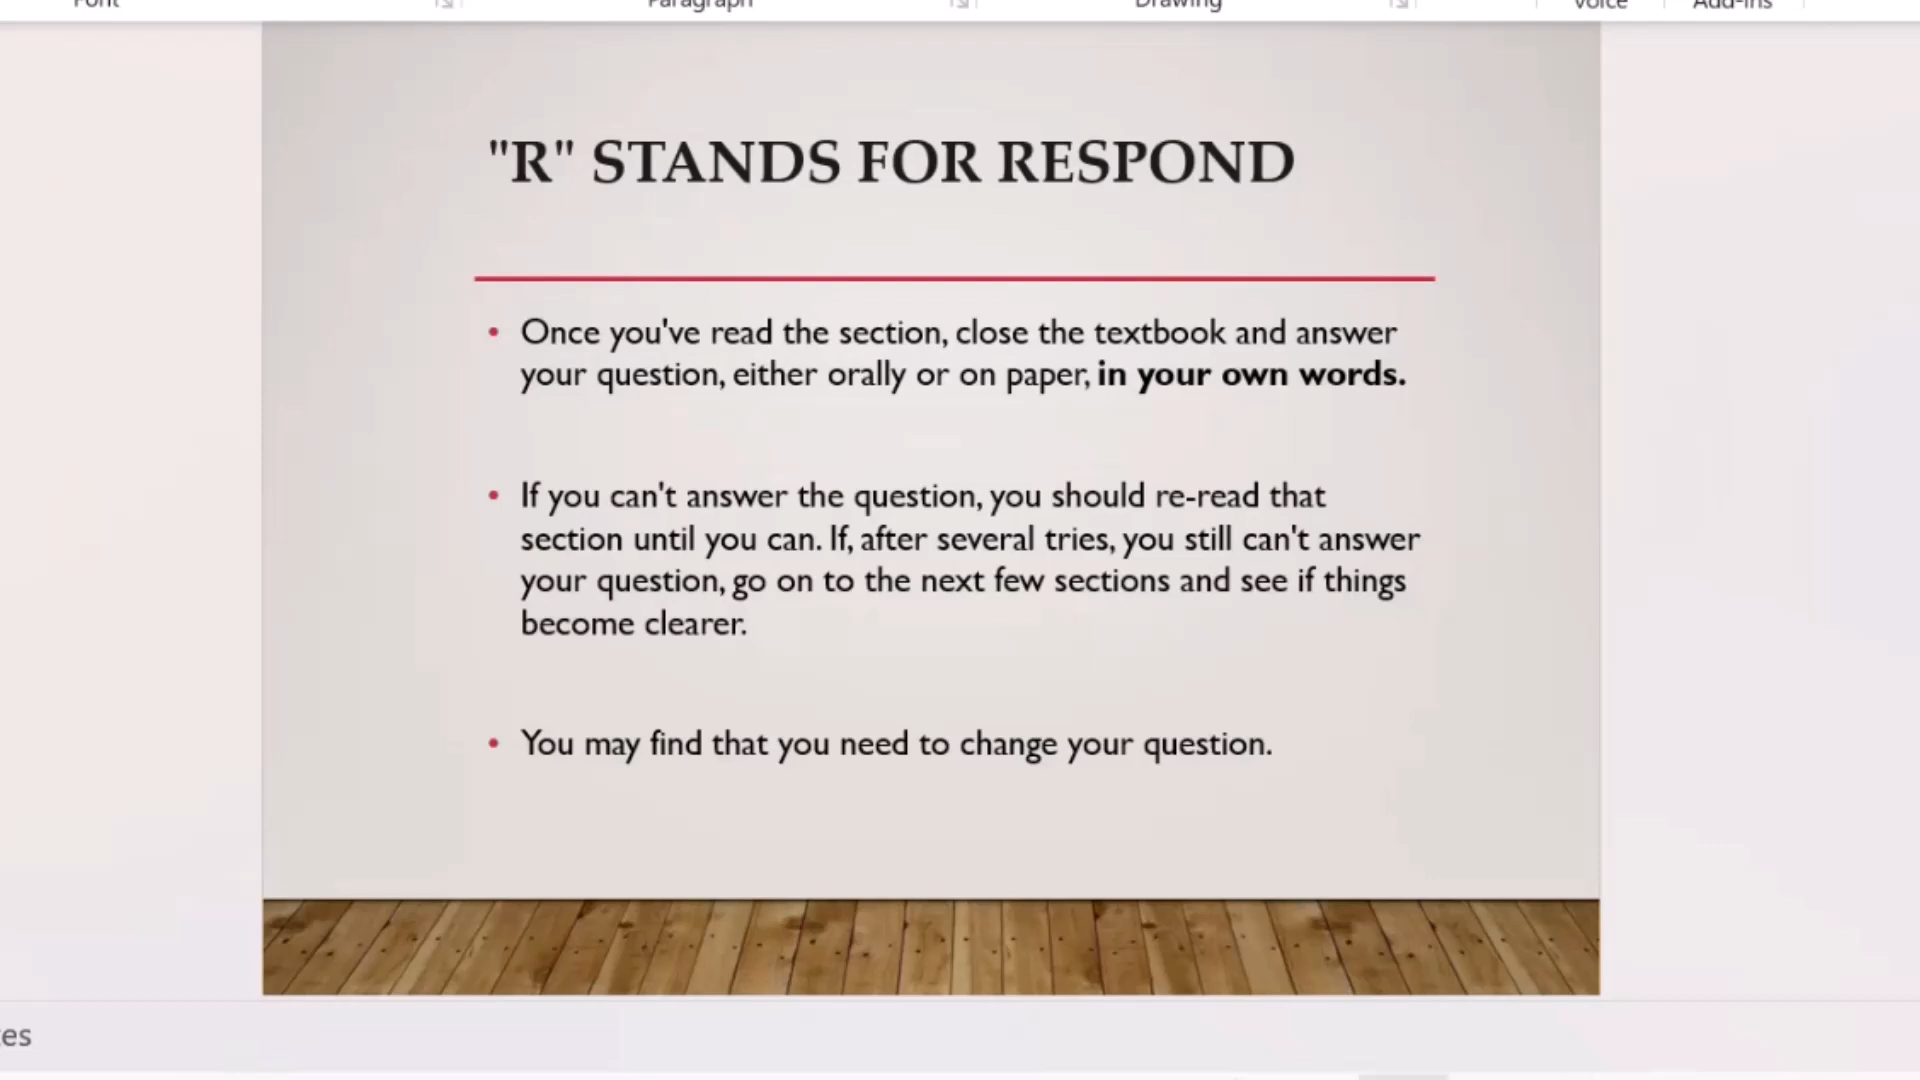 Font Paragraph Drawing Voice Add-ins
"R" STANDS FOR RESPOND
• Once you've read the section, close the textbook and answer
your question, either orally or on paper, in your own words.
• If you can't answer the question, you should re-read that
section until you can. If, after several tries, you still can't answer
your question, go on to the next few sections and see if things
become clearer.
• You may find that you need to change your question.